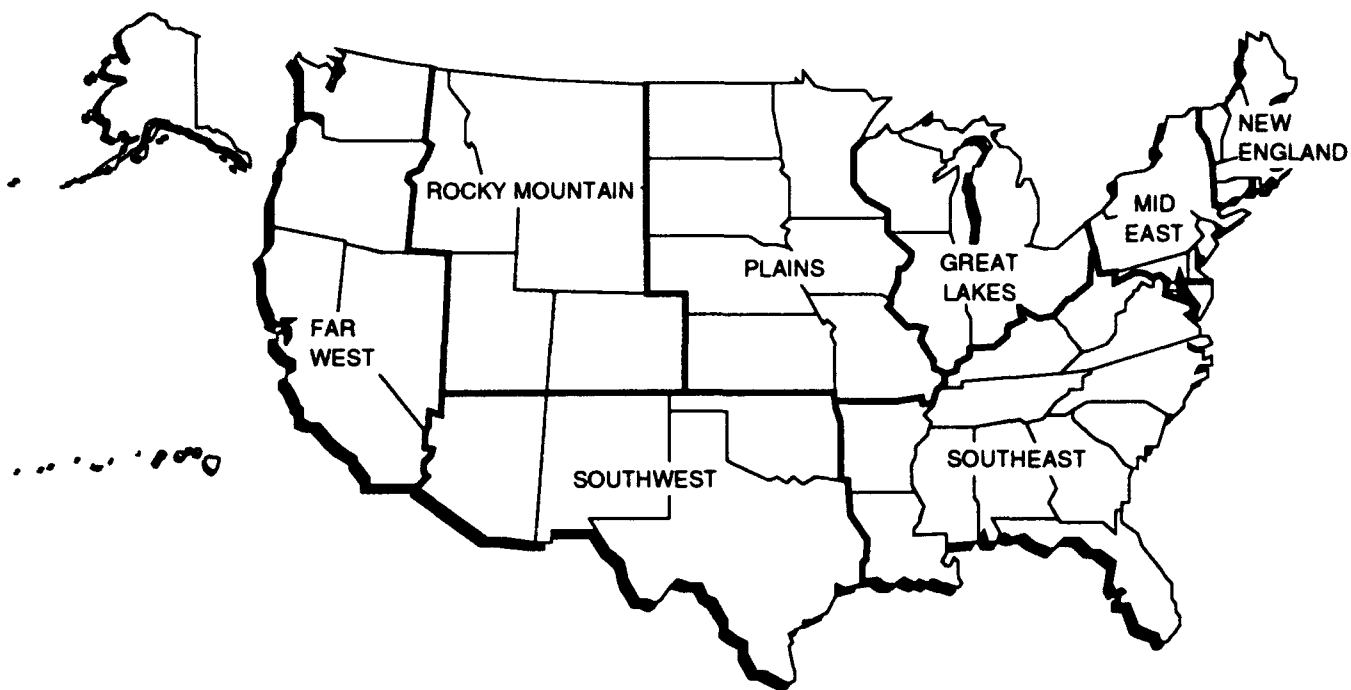 NEW
ENGLAND
ROCKY MOUNTAIN
MID
EAST
PLAINS
GREAT
LAKES
FAR
WEST
SOUTHEAST
SOUTHWEST